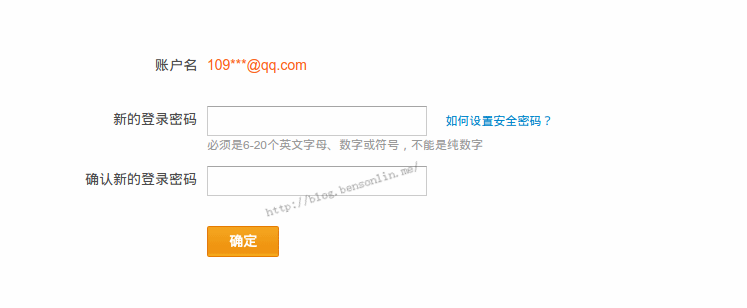 账户名 109***@qq.com
新的登录密码 如何设置安全密码？
必须是6-20个英文字母、数字或符号，不能是纯数字
确认新的登录密码
http://blog.bensonlin.me/
确定